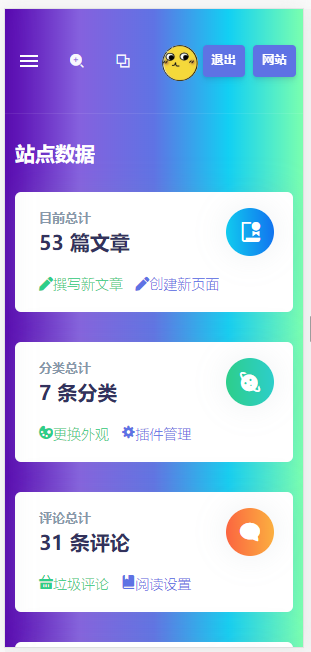 退出 网站
站点数据
目前总计
53 篇文章
撰写新文章 创建新页面
分类总计
7 条分类
更换外观 插件管理
评论总计
31 条评论
垃圾评论 阅读设置